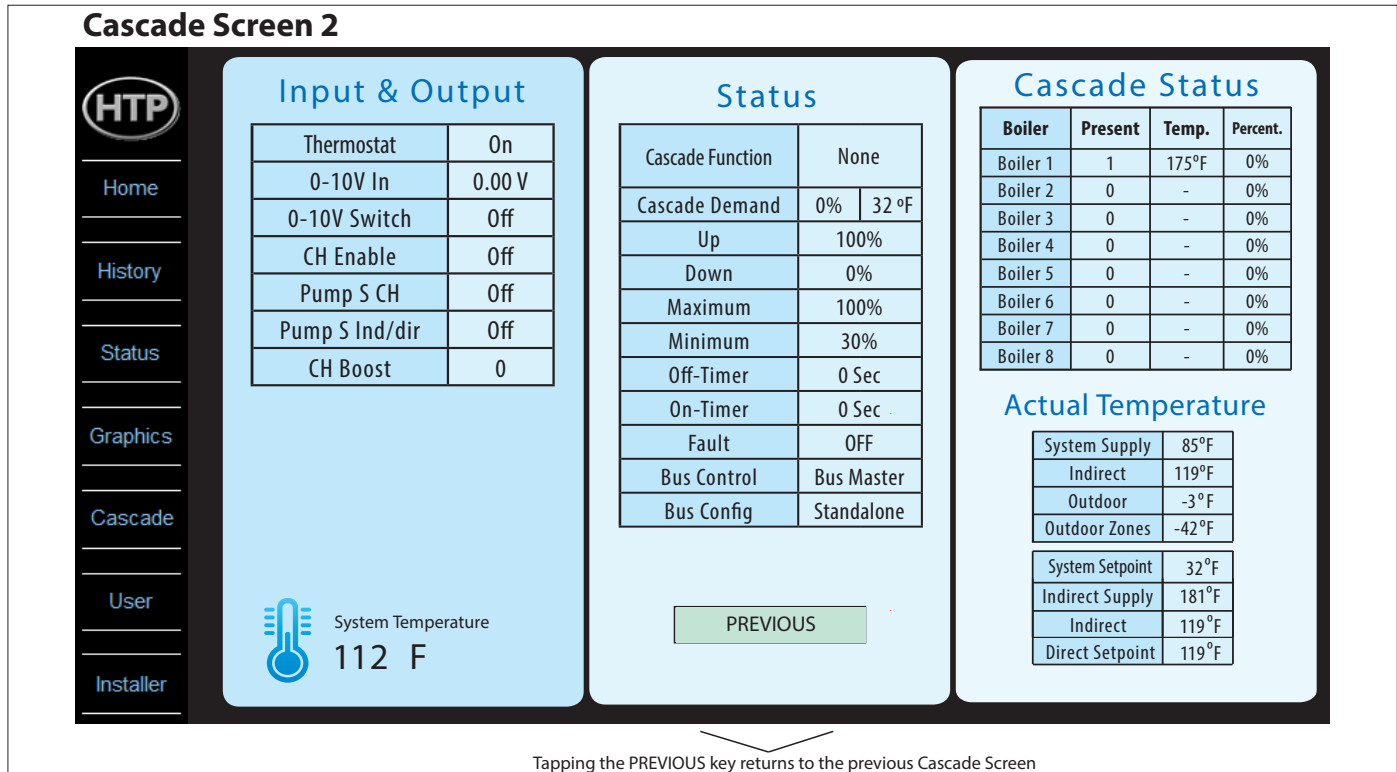 Cascade Screen 2
HTP
Home
History
Status
Graphics
Cascade
User
Installer
Input & Output
Thermostat On
0-10V In 0.00 V
0-10V Switch Off
CH Enable Off
Pump S CH Off
Pump S Ind/dir Off
CH Boost 0
System Temperature
112 F
Status
Cascade Function None
Cascade Demand 0% 32 ºF
Up 100%
Down 0%
Maximum 100%
Minimum 30%
Off-Timer 0 Sec
On-Timer 0 Sec
Fault OFF
Bus Control Bus Master
Bus Config Standalone
PREVIOUS
Cascade Status
Boiler Present Temp. Percent.
Boiler 1 1 175ºF 0%
Boiler 2 0 - 0%
Boiler 3 0 - 0%
Boiler 4 0 - 0%
Boiler 5 0 - 0%
Boiler 6 0 - 0%
Boiler 7 0 - 0%
Boiler 8 0 - 0%
Actual Temperature
System Supply 85ºF
Indirect 119ºF
Outdoor -3ºF
Outdoor Zones -42ºF
System Setpoint 32ºF
Indirect Supply 181ºF
Indirect 119ºF
Direct Setpoint 119ºF
Tapping the PREVIOUS key returns to the previous Cascade Screen